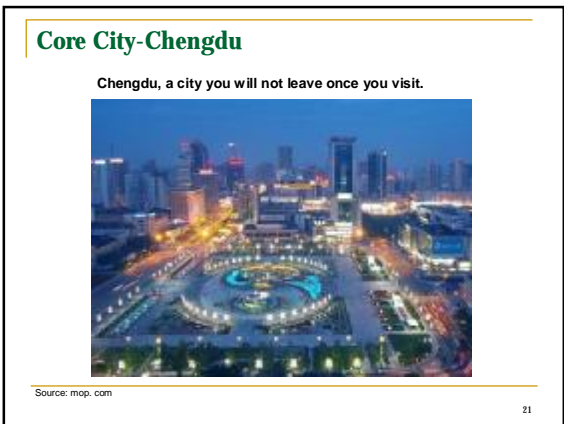 Core City-Chengdu
Chengdu, a city you will not leave once you visit.
Source: mop. com
21